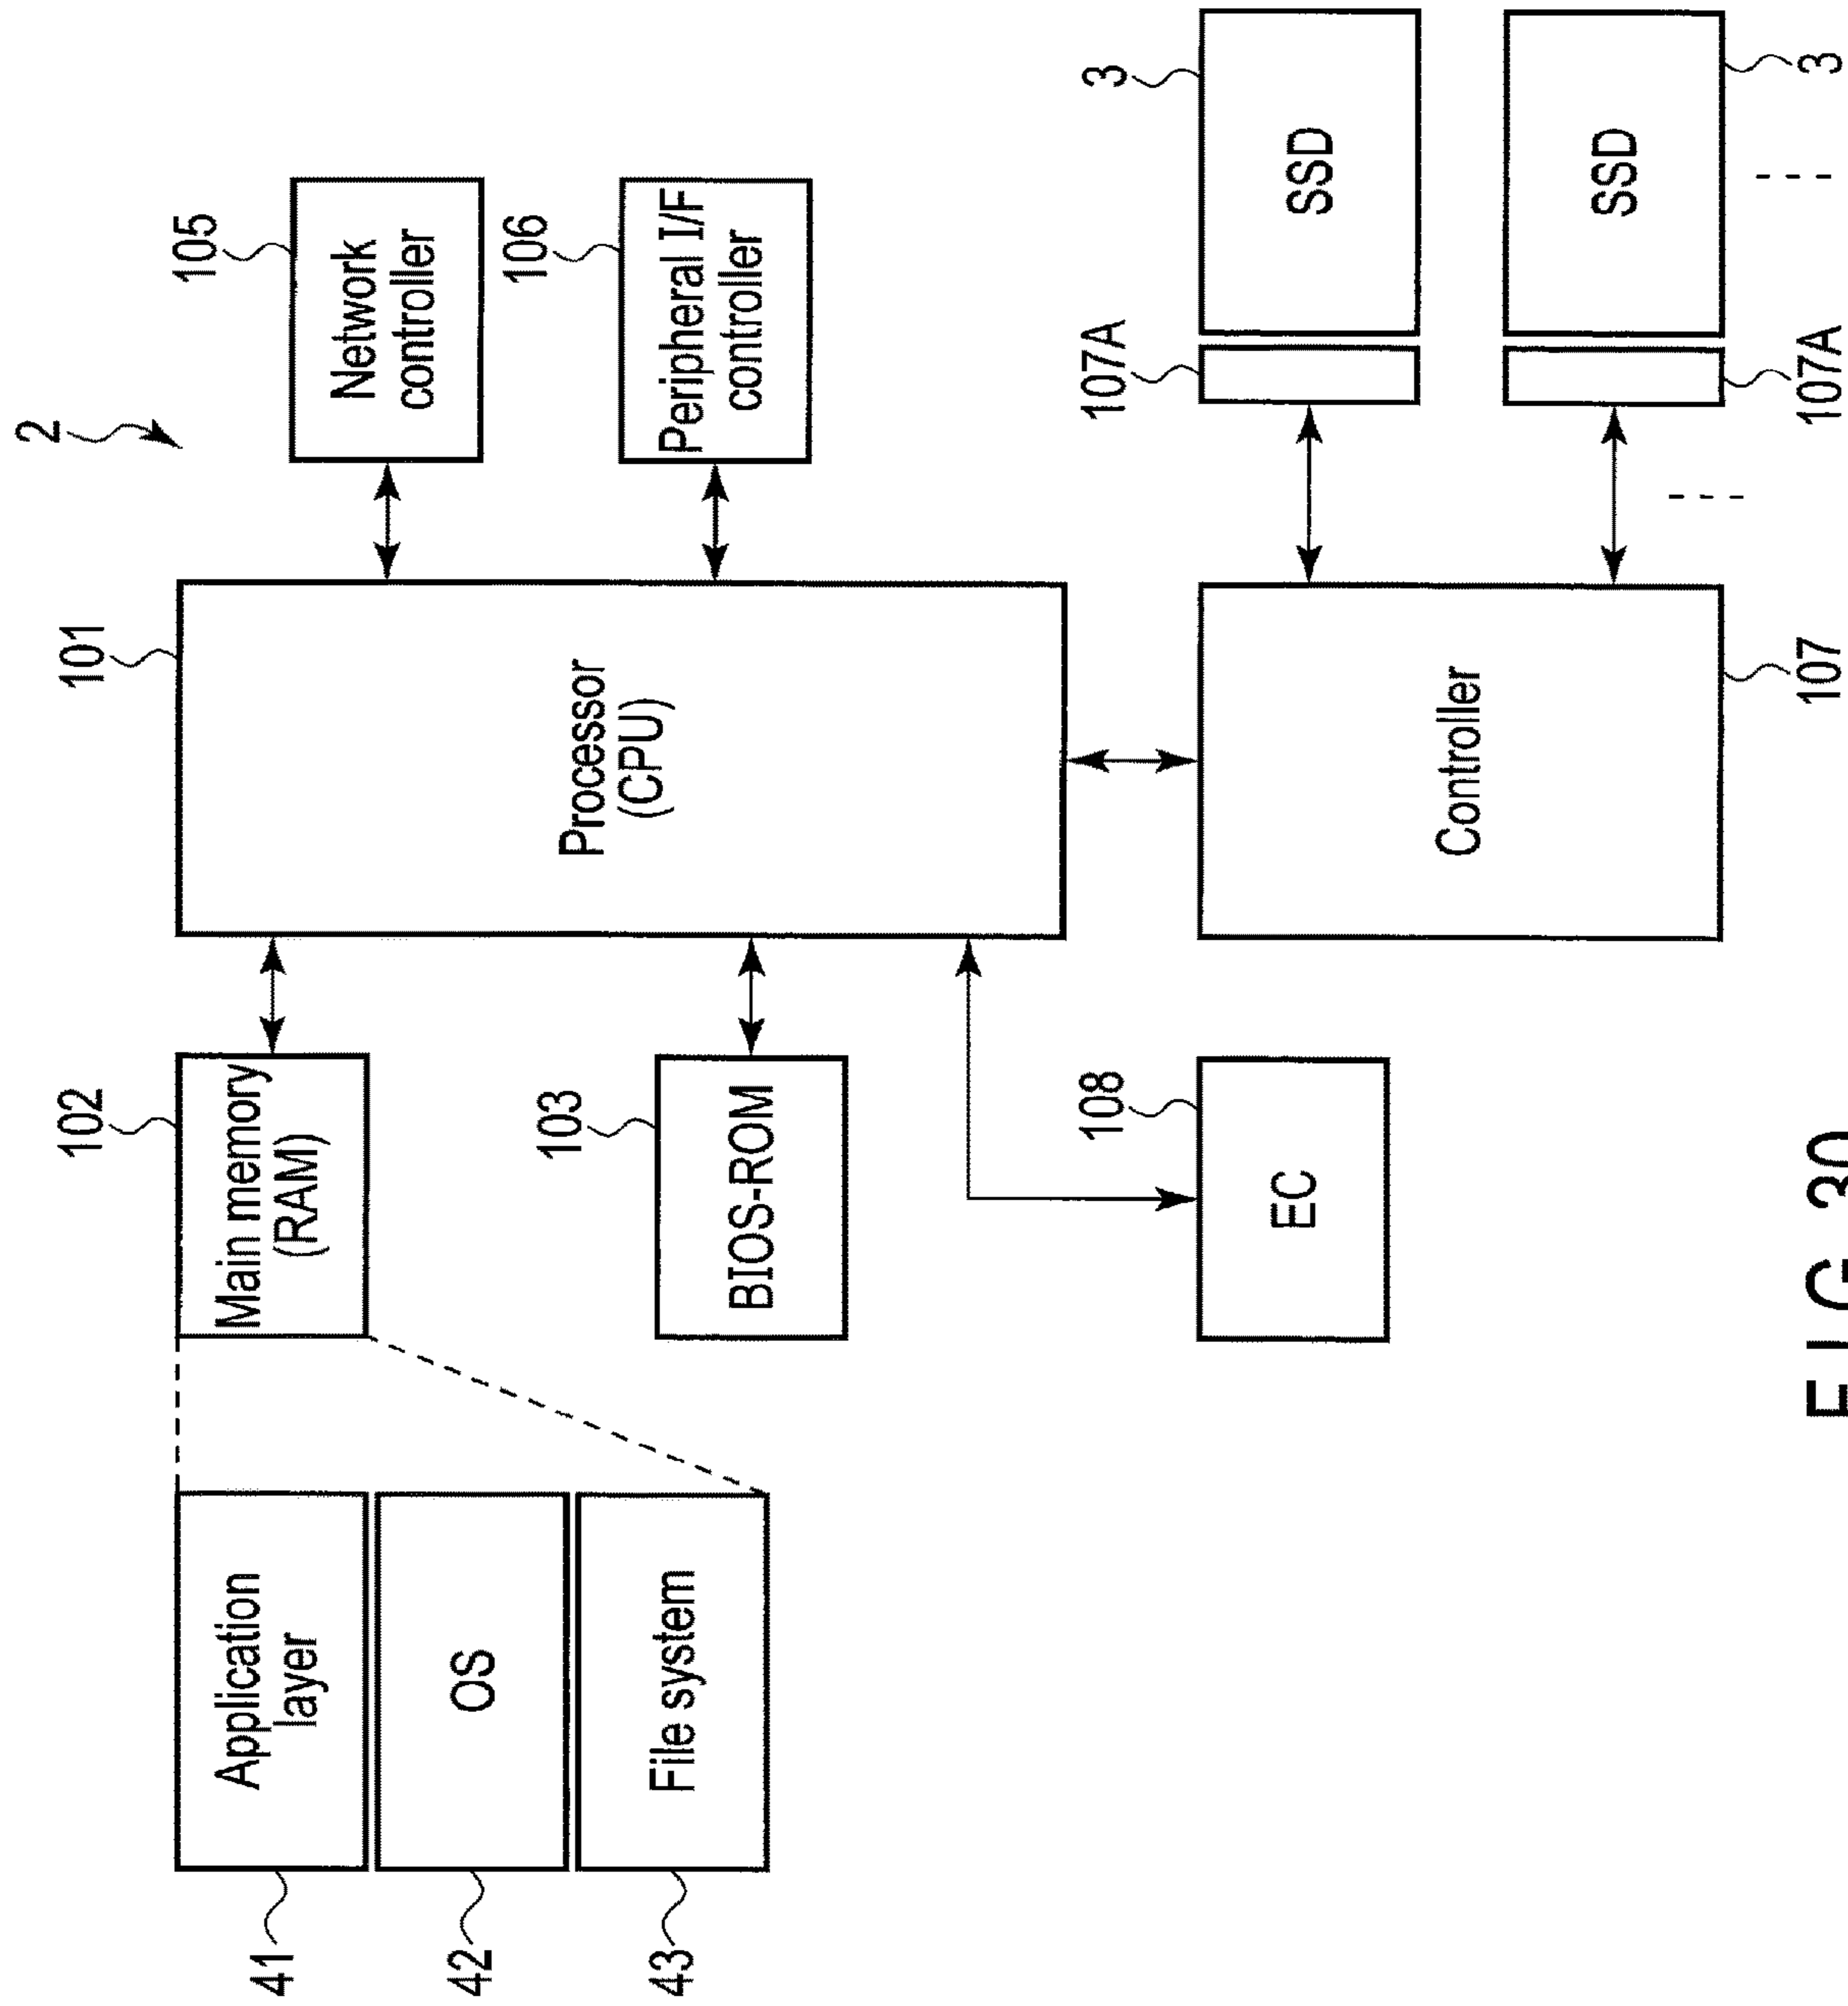 2
41
Application
layer
42
OS
43
File system
102
Main memory
(RAM)
103
BIOS-ROM
108
EC
101
Processor
(CPU)
105
Network
controller
106
Peripheral I/F
controller
Controller
107
107A
3
SSD
107A
3
SSD
FIG. 30